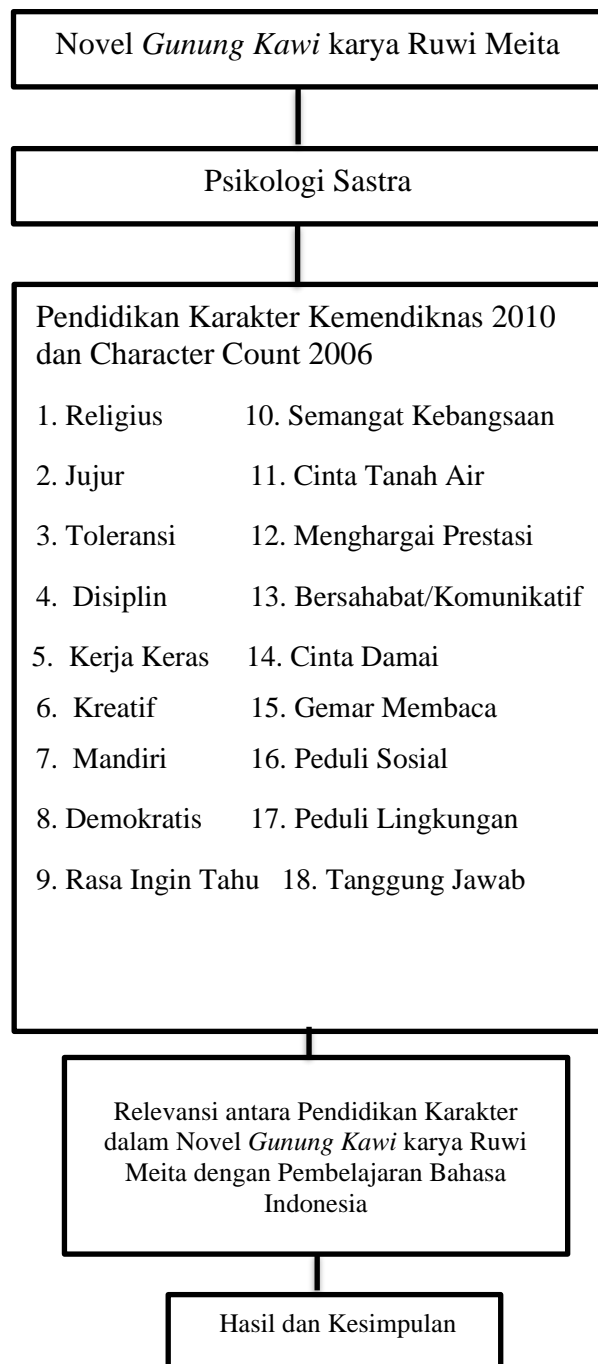 Novel Gunung Kawi karya Ruwi Meita
Psikologi Sastra
Pendidikan Karakter Kemendiknas 2010
dan Character Count 2006
1. Religius 10. Semangat Kebangsaan
2. Jujur 11. Cinta Tanah Air
3. Toleransi 12. Menghargai Prestasi
4. Disiplin 13. Bersahabat/Komunikatif
5. Kerja Keras 14. Cinta Damai
6. Kreatif 15. Gemar Membaca
7. Mandiri 16. Peduli Sosial
8. Demokratis 17. Peduli Lingkungan
9. Rasa Ingin Tahu 18. Tanggung Jawab
Relevansi antara Pendidikan Karakter
dalam Novel Gunung Kawi karya Ruwi
Meita dengan Pembelajaran Bahasa
Indonesia
Hasil dan Kesimpulan